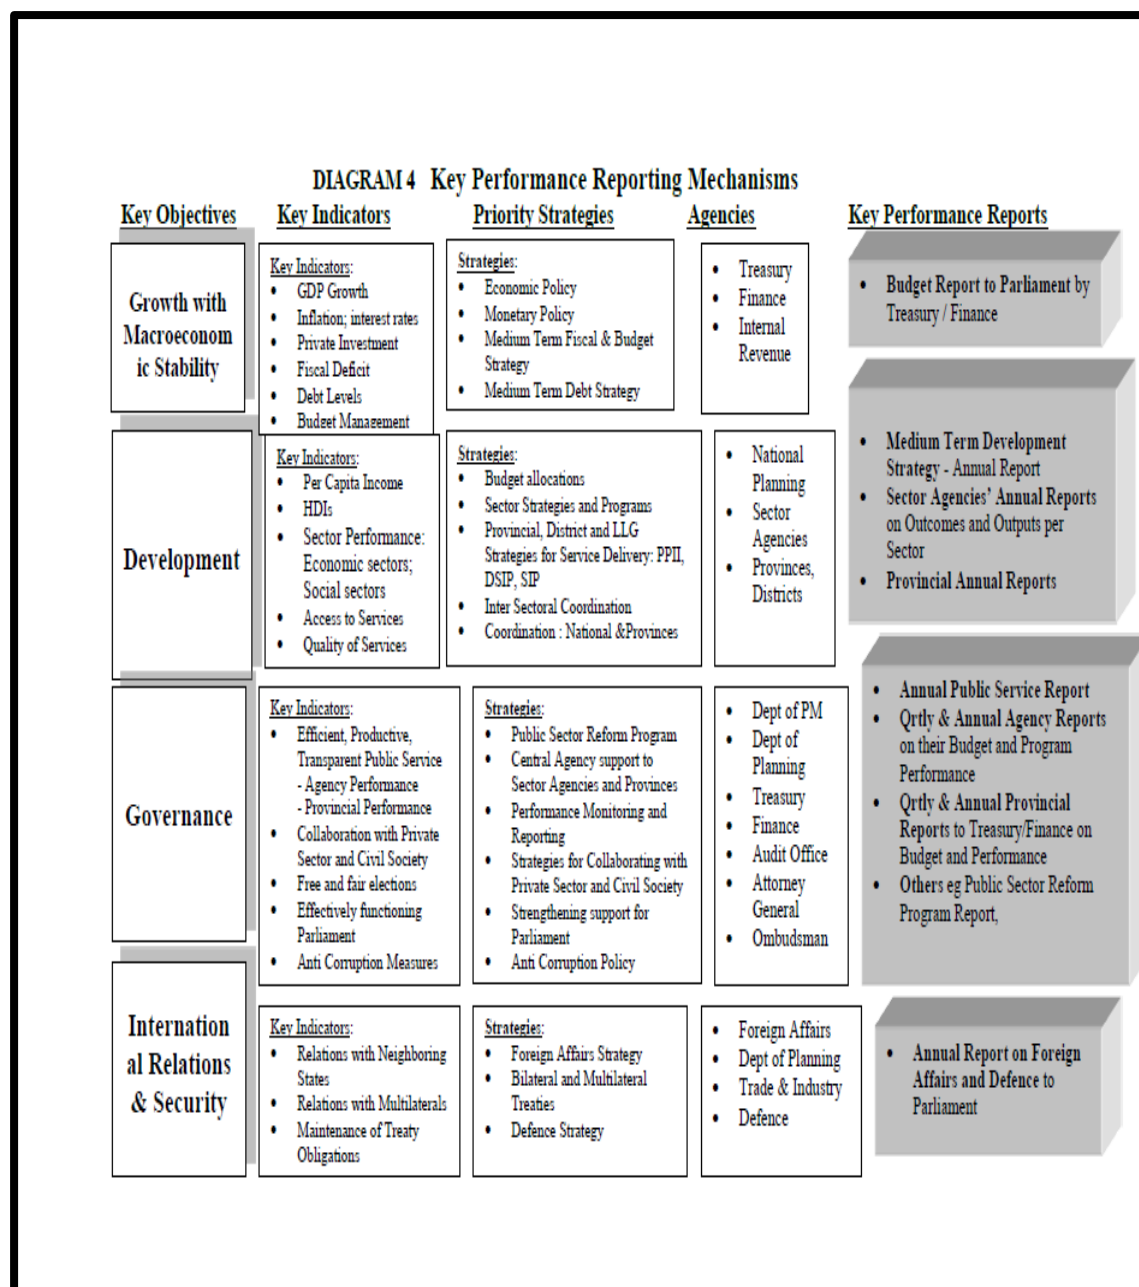 DIAGRAM 4 Key Performance Reporting Mechanisms
Key Objectives
Key Indicators
Priority Strategies
Agencies
Key Performance Reports
Growth with
Macroeconom
ic Stability
Key Indicators:
• GDP Growth
• Inflation; interest rates
• Private Investment
• Fiscal Deficit
• Debt Levels
• Budget Management
Strategies:
• Economic Policy
• Monetary Policy
• Medium Term Fiscal & Budget
Strategy
• Medium Term Debt Strategy
• Treasury
• Finance
• Internal
Revenue
• Budget Report to Parliament by
Treasury / Finance
Development
Key Indicators:
• Per Capita Income
• HDIs
• Sector Performance:
Economic sectors;
Social sectors
• Access to Services
• Quality of Services
Strategies:
• Budget allocations
• Sector Strategies and Programs
• Provincial, District and LLG
Strategies for Service Delivery: PPII,
DSIP, SIP
• Inter Sectoral Coordination
• Coordination : National &Provinces
• National
Planning
• Sector
Agencies
• Provinces,
Districts
• Medium Term Development
Strategy - Annual Report
• Sector Agencies' Annual Reports
on Outcomes and Outputs per
Sector
• Provincial Annual Reports
Governance
Key Indicators:
• Efficient, Productive,
Transparent Public Service
- Agency Performance
- Provincial Performance
• Collaboration with Private
Sector and Civil Society
• Free and fair elections
• Effectively functioning
Parliament
• Anti Corruption Measures
Strategies:
• Public Sector Reform Program
• Central Agency support to
Sector Agencies and Provinces
• Performance Monitoring and
Reporting
• Strategies for Collaborating with
Private Sector and Civil Society
• Strengthening support for
Parliament
• Anti Corruption Policy
• Dept of PM
• Dept of
Planning
• Treasury
• Finance
• Audit Office
• Attorney
General
• Ombudsman
• Annual Public Service Report
• Qrtly & Annual Agency Reports
on their Budget and Program
Performance
• Qrtly & Annual Provincial
Reports to Treasury/Finance on
Budget and Performance
• Others eg Public Sector Reform
Program Report,
Internation
al Relations
& Security
Key Indicators:
• Relations with Neighboring
States
• Relations with Multilaterals
• Maintenance of Treaty
Obligations
Strategies:
• Foreign Affairs Strategy
• Bilateral and Multilateral
Treaties
• Defence Strategy
• Foreign Affairs
• Dept of Planning
• Trade & Industry
• Defence
• Annual Report on Foreign
Affairs and Defence to
Parliament